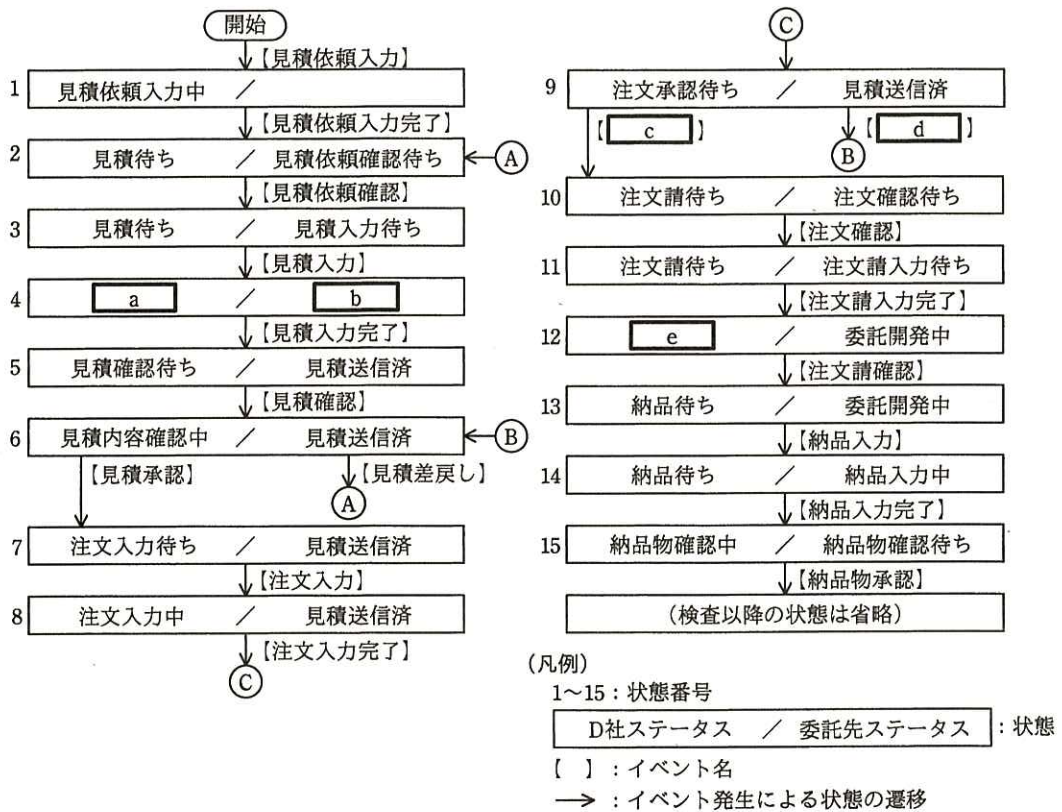 開始
【見積依頼入力】
1 見積依頼入力中 ／
【見積依頼入力完了】
2 見積待ち ／ 見積依頼確認待ち
A
【見積依頼確認】
3 見積待ち ／ 見積入力待ち
【見積入力】
4 a ／ b
【見積入力完了】
5 見積確認待ち ／ 見積送信済
【見積確認】
6 見積内容確認中 ／ 見積送信済
B
【見積承認】 【見積差戻し】
A
7 注文入力待ち ／ 見積送信済
【注文入力】
8 注文入力中 ／ 見積送信済
【注文入力完了】
C
C
9 注文承認待ち ／ 見積送信済
【 c 】 【 d 】
B
10 注文請待ち ／ 注文確認待ち
【注文確認】
11 注文請待ち ／ 注文請入力待ち
【注文請入力完了】
12 e ／ 委託開発中
【注文請確認】
13 納品待ち ／ 委託開発中
【納品入力】
14 納品待ち ／ 納品入力中
【納品入力完了】
15 納品物確認中 ／ 納品物確認待ち
【納品物承認】
（検査以降の状態は省略）
（凡例）
1～15：状態番号
D社ステータス ／ 委託先ステータス ：状態
【 】：イベント名
→ ：イベント発生による状態の遷移